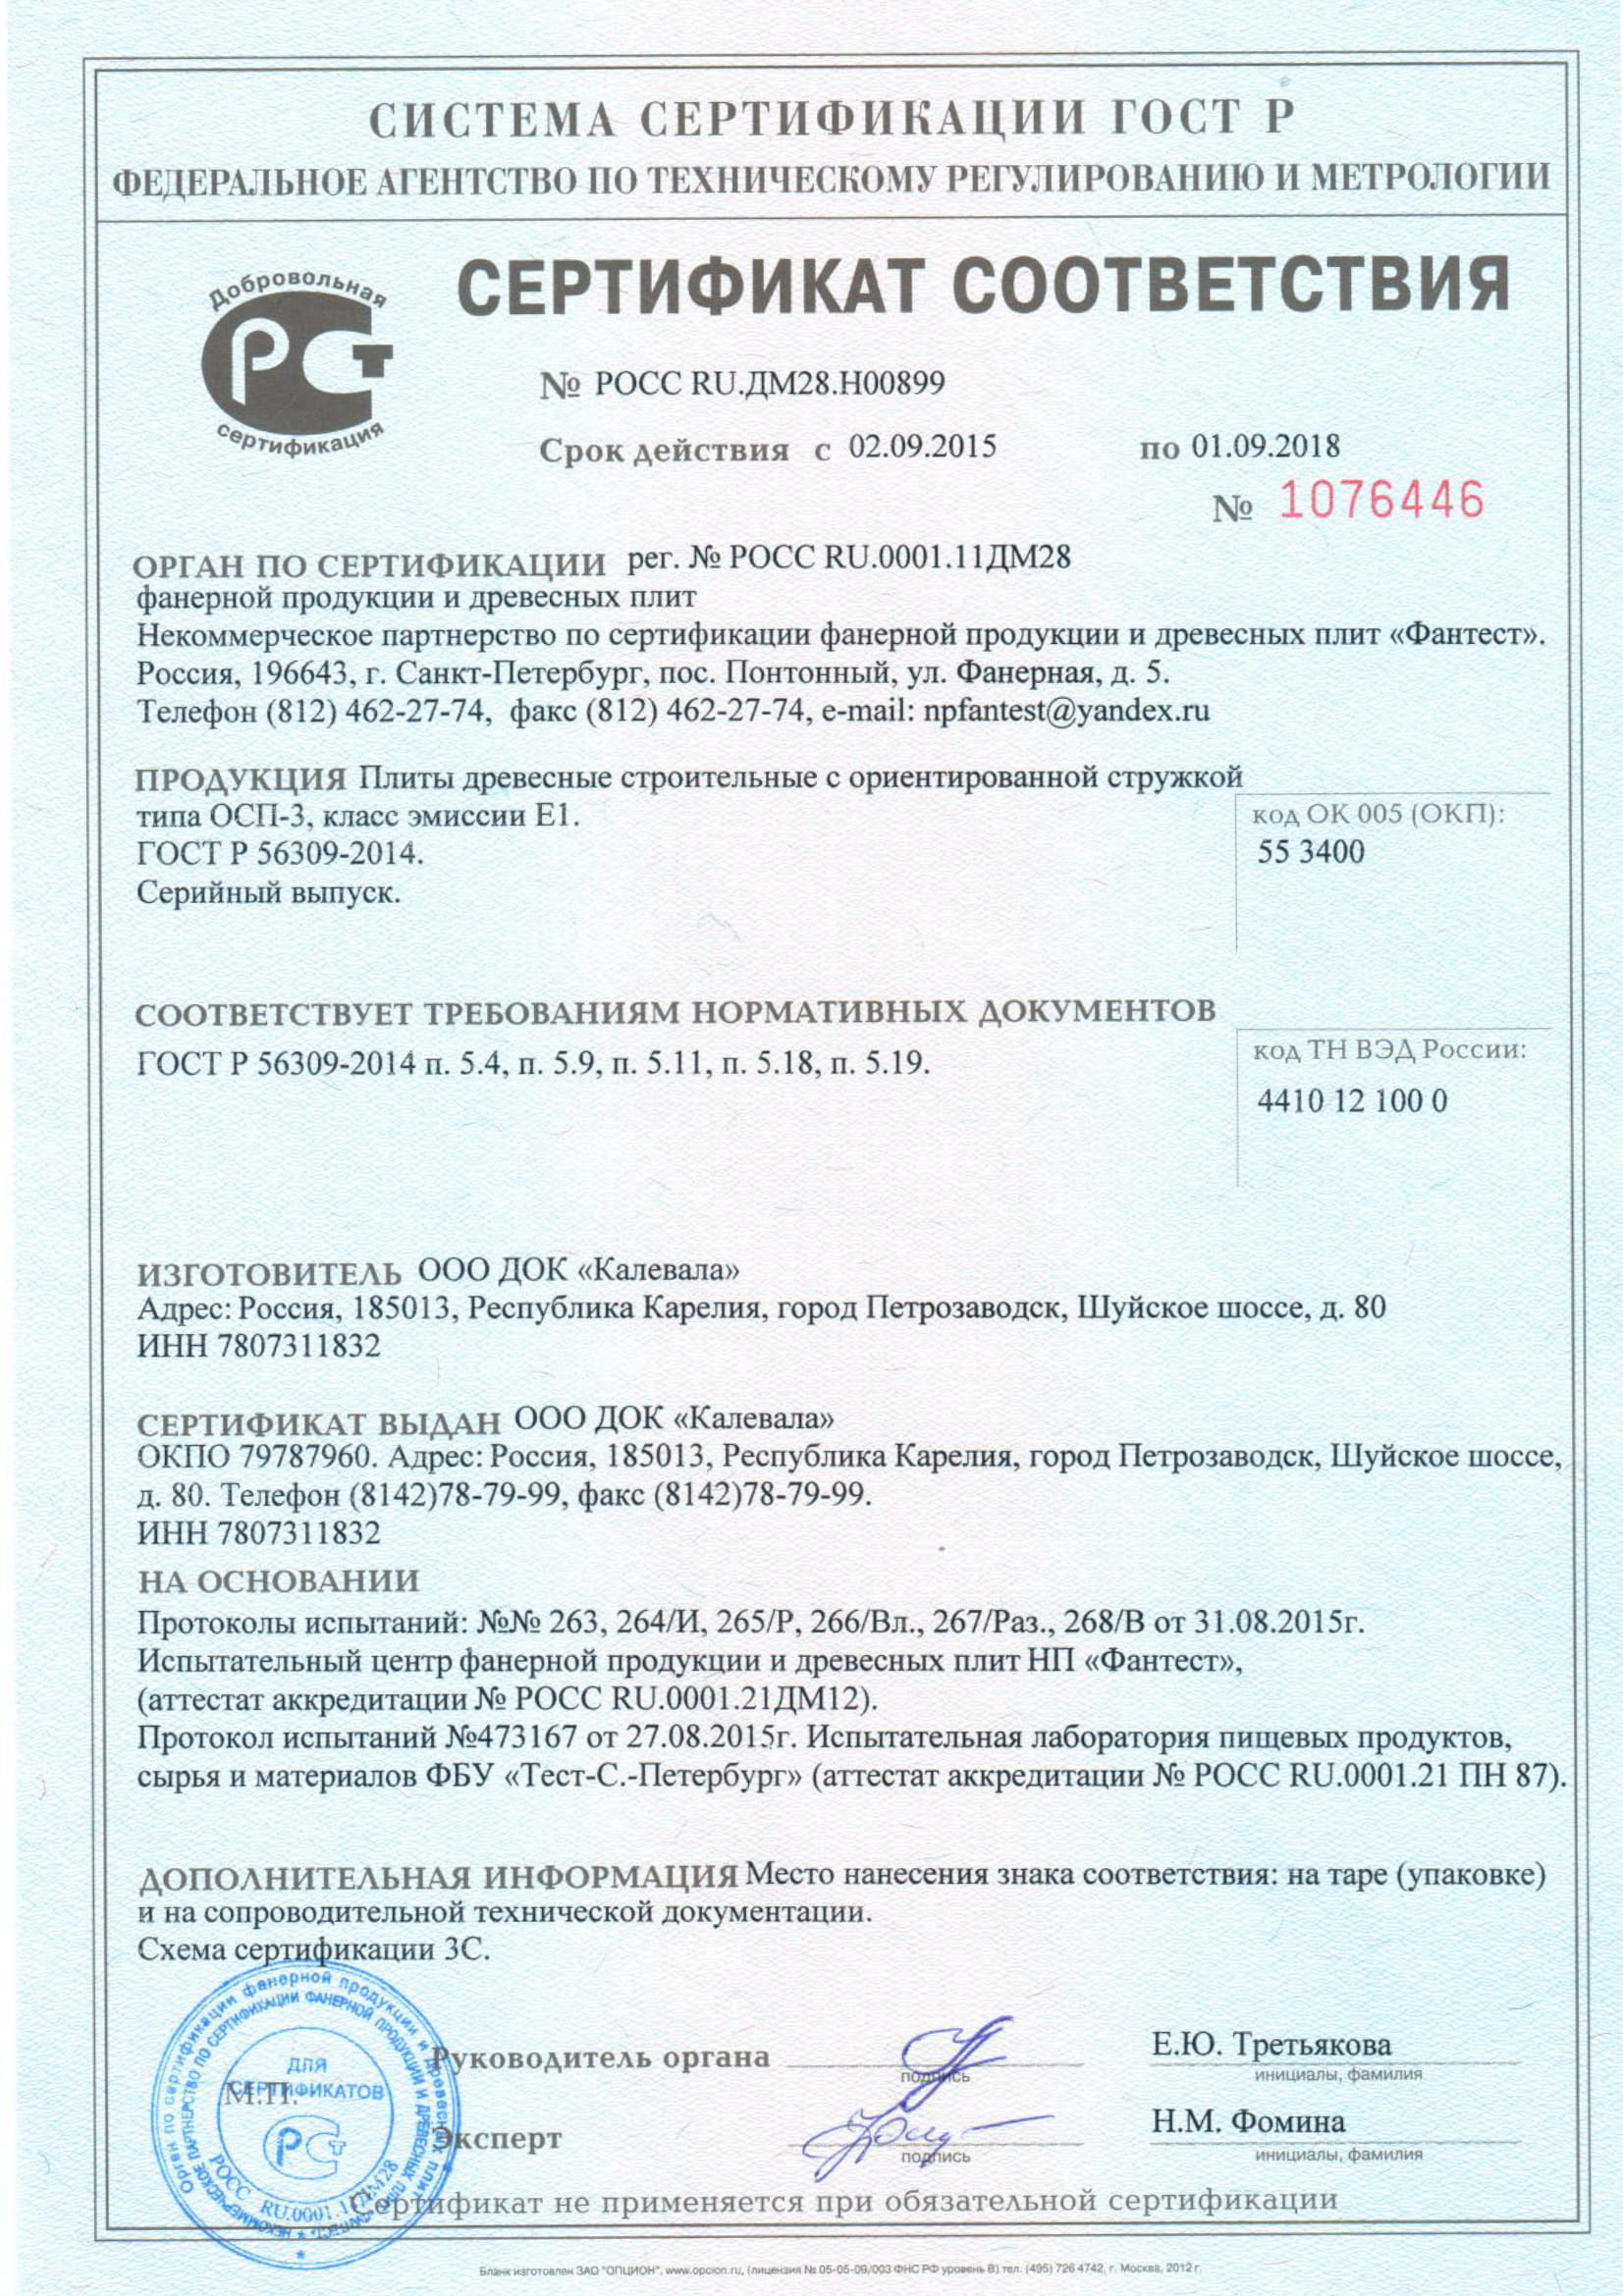 СИСТЕМА СЕРТИФИКАЦИИ ГОСТ Р
ФЕДЕРАЛЬНОЕ АГЕНТСТВО ПО ТЕХНИЧЕСКОМУ РЕГУЛИРОВАНИЮ И МЕТРОЛОГИИ
Добровольная
РСТ
сертификация
СЕРТИФИКАТ СООТВЕТСТВИЯ
№ РОСС RU.ДМ28.Н00899
Срок действия с 02.09.2015 по 01.09.2018
№ 1076446
ОРГАН ПО СЕРТИФИКАЦИИ рег. № РОСС RU.0001.11ДМ28
фанерной продукции и древесных плит
Некоммерческое партнерство по сертификации фанерной продукции и древесных плит «Фантест».
Россия, 196643, г. Санкт-Петербург, пос. Понтонный, ул. Фанерная, д. 5.
Телефон (812) 462-27-74, факс (812) 462-27-74, e-mail: npfantest@yandex.ru
ПРОДУКЦИЯ Плиты древесные строительные с ориентированной стружкой
типа ОСП-3, класс эмиссии Е1.
ГОСТ Р 56309-2014.
Серийный выпуск.
код ОК 005 (ОКП):
55 3400
СООТВЕТСТВУЕТ ТРЕБОВАНИЯМ НОРМАТИВНЫХ ДОКУМЕНТОВ
ГОСТ Р 56309-2014 п. 5.4, п. 5.9, п. 5.11, п. 5.18, п. 5.19.
код ТН ВЭД России:
4410 12 100 0
ИЗГОТОВИТЕЛЬ ООО ДОК «Калевала»
Адрес: Россия, 185013, Республика Карелия, город Петрозаводск, Шуйское шоссе, д. 80
ИНН 7807311832
СЕРТИФИКАТ ВЫДАН ООО ДОК «Калевала»
ОКПО 79787960. Адрес: Россия, 185013, Республика Карелия, город Петрозаводск, Шуйское шоссе,
д. 80. Телефон (8142)78-79-99, факс (8142)78-79-99.
ИНН 7807311832
НА ОСНОВАНИИ
Протоколы испытаний: №№ 263, 264/И, 265/Р, 266/Вл., 267/Раз., 268/В от 31.08.2015г.
Испытательный центр фанерной продукции и древесных плит НП «Фантест»,
(аттестат аккредитации № РОСС RU.0001.21ДМ12).
Протокол испытаний №473167 от 27.08.2015г. Испытательная лаборатория пищевых продуктов,
сырья и материалов ФБУ «Тест-С.-Петербург» (аттестат аккредитации № РОСС RU.0001.21 ПН 87).
ДОПОЛНИТЕЛЬНАЯ ИНФОРМАЦИЯ Место нанесения знака соответствия: на таре (упаковке)
и на сопроводительной технической документации.
Схема сертификации 3С.
Орган по сертификации фанерной продукции и древесных плит
НЕКОММЕРЧЕСКОЕ ПАРТНЕРСТВО ПО СЕРТИФИКАЦИИ ФАНЕРНОЙ ПРОДУКЦИИ И ДРЕВЕСНЫХ ПЛИТ
ДЛЯ
СЕРТИФИКАТОВ
РСТ
РОСС RU.0001.11ДМ28
М.П.
Руководитель органа
подпись
Е.Ю. Третьякова
инициалы, фамилия
Эксперт
подпись
Н.М. Фомина
инициалы, фамилия
Сертификат не применяется при обязательной сертификации
Бланк изготовлен ЗАО "ОПЦИОН", www.opcion.ru, (лицензия № 05-05-09/003 ФНС РФ уровень В) тел. (495) 726 4742, г. Москва, 2012 г.